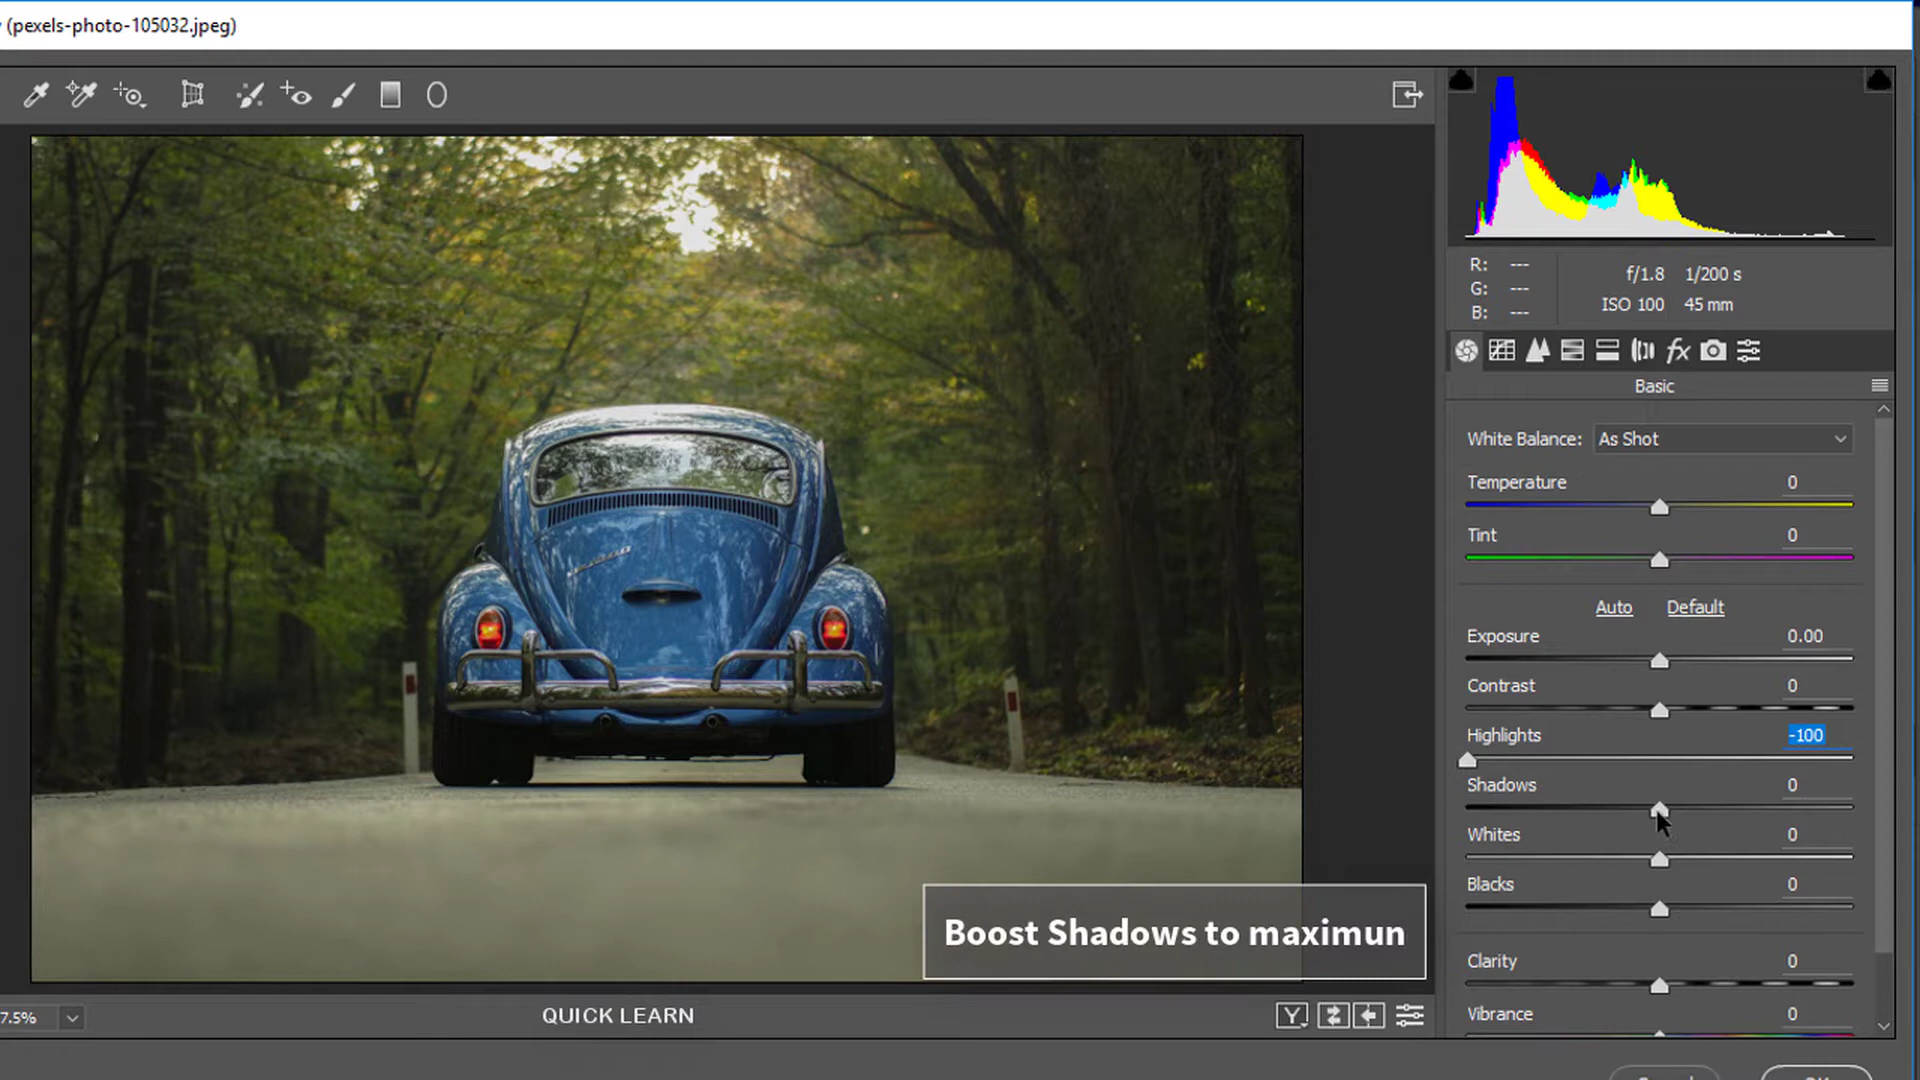 (pexels-photo-105032.jpeg)
R: ---
G: ---
B: ---
f/1.8 1/200 s
ISO 100 45 mm
fx
Basic
White Balance: As Shot
Temperature 0
Tint 0
Auto Default
Exposure 0.00
Contrast 0
Highlights -100
Shadows 0
Whites 0
Blacks 0
Boost Shadows to maximun
Clarity 0
Vibrance 0
7.5%
QUICK LEARN
Y